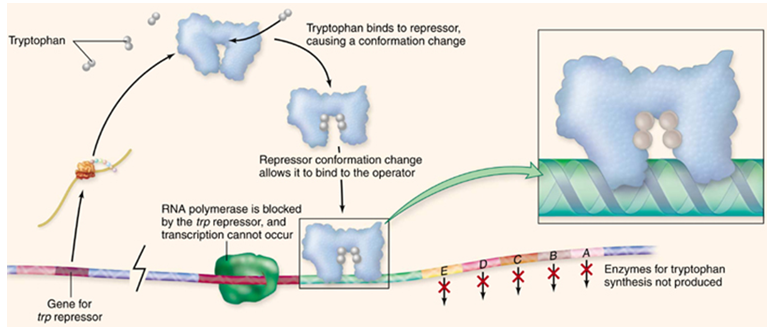 Tryptophan
Tryptophan binds to repressor,
causing a conformation change
Repressor conformation change
allows it to bind to the operator
RNA polymerase is blocked
by the trp repressor, and
transcription cannot occur
E D C B A
Enzymes for tryptophan
synthesis not produced
Gene for
trp repressor